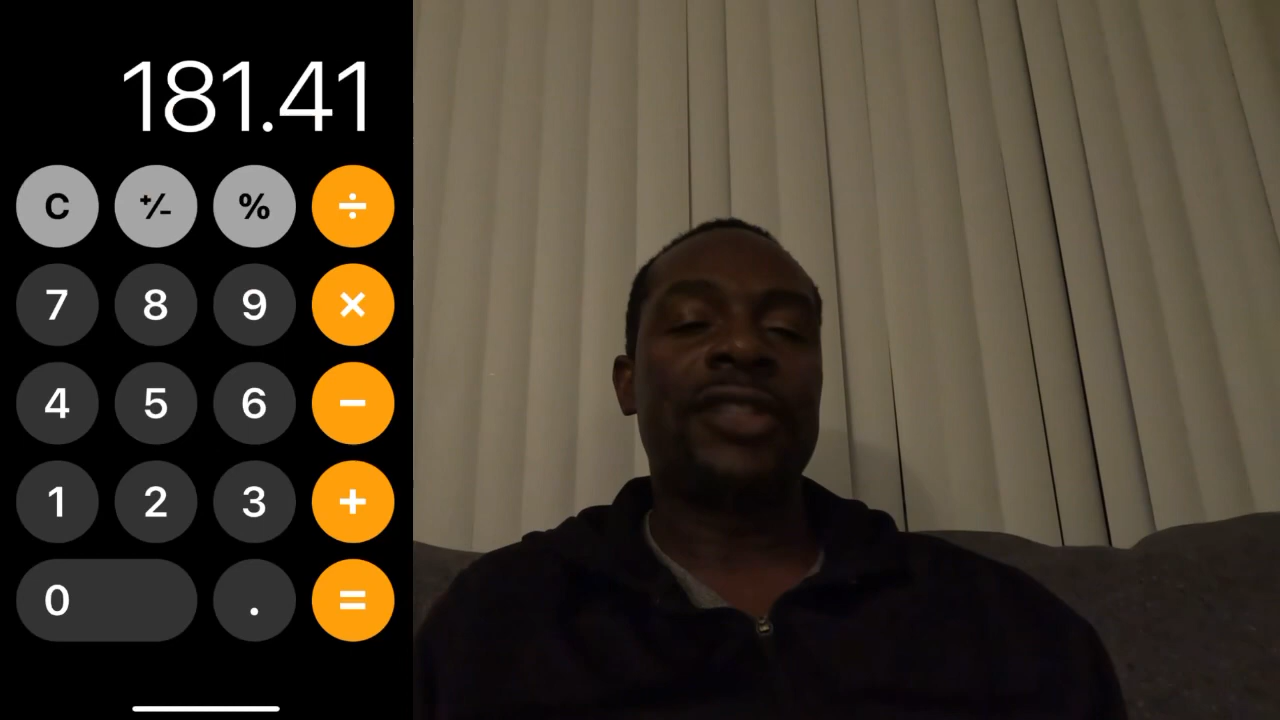 181.41
C +/- % ÷
7 8 9 ×
4 5 6 −
1 2 3 +
0 . =